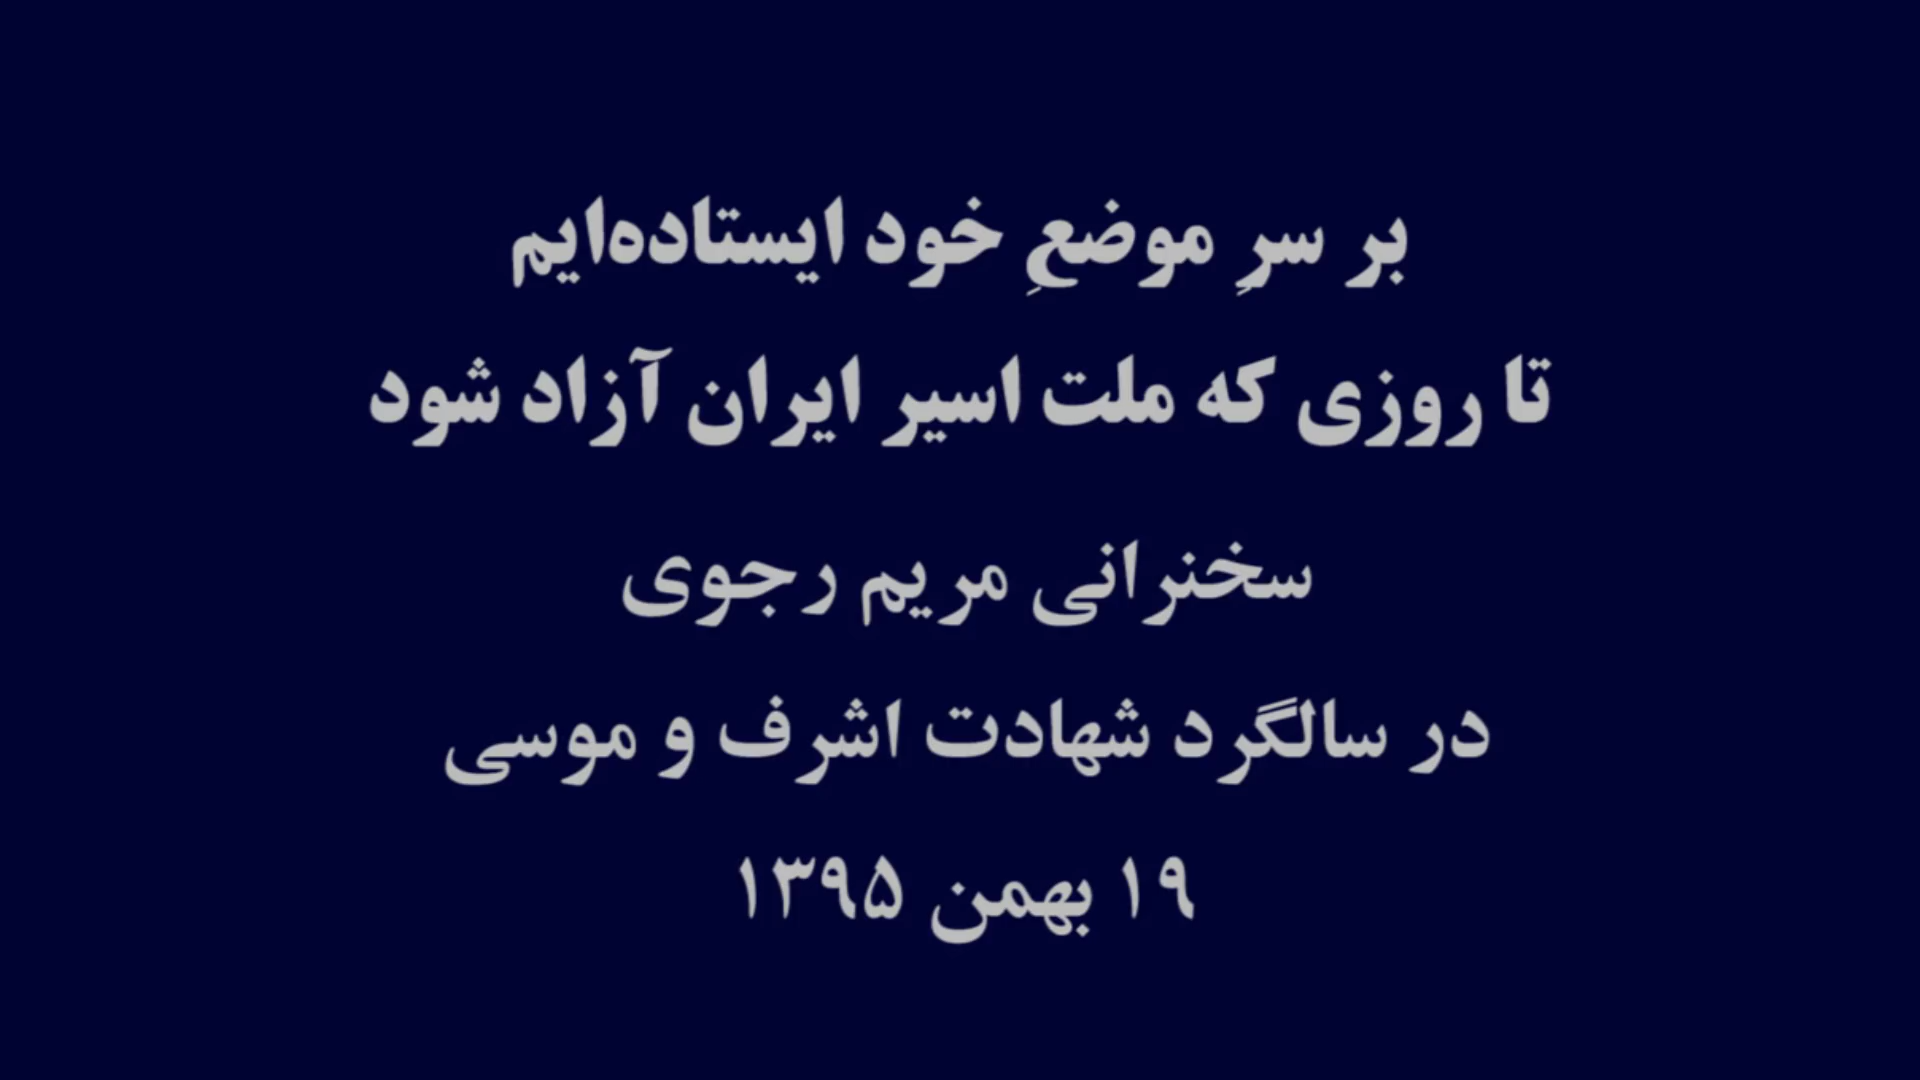 بر سرِ موضعِ خود ایستاده‌ایم
تا روزی که ملت اسیر ایران آزاد شود
سخنرانی مریم رجوی
در سالگرد شهادت اشرف و موسی
۱۹ بهمن ۱۳۹۵